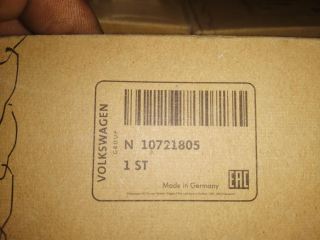 VOLKSWAGEN
GROUP
N 10721805
1 ST
Made in Germany
EAC